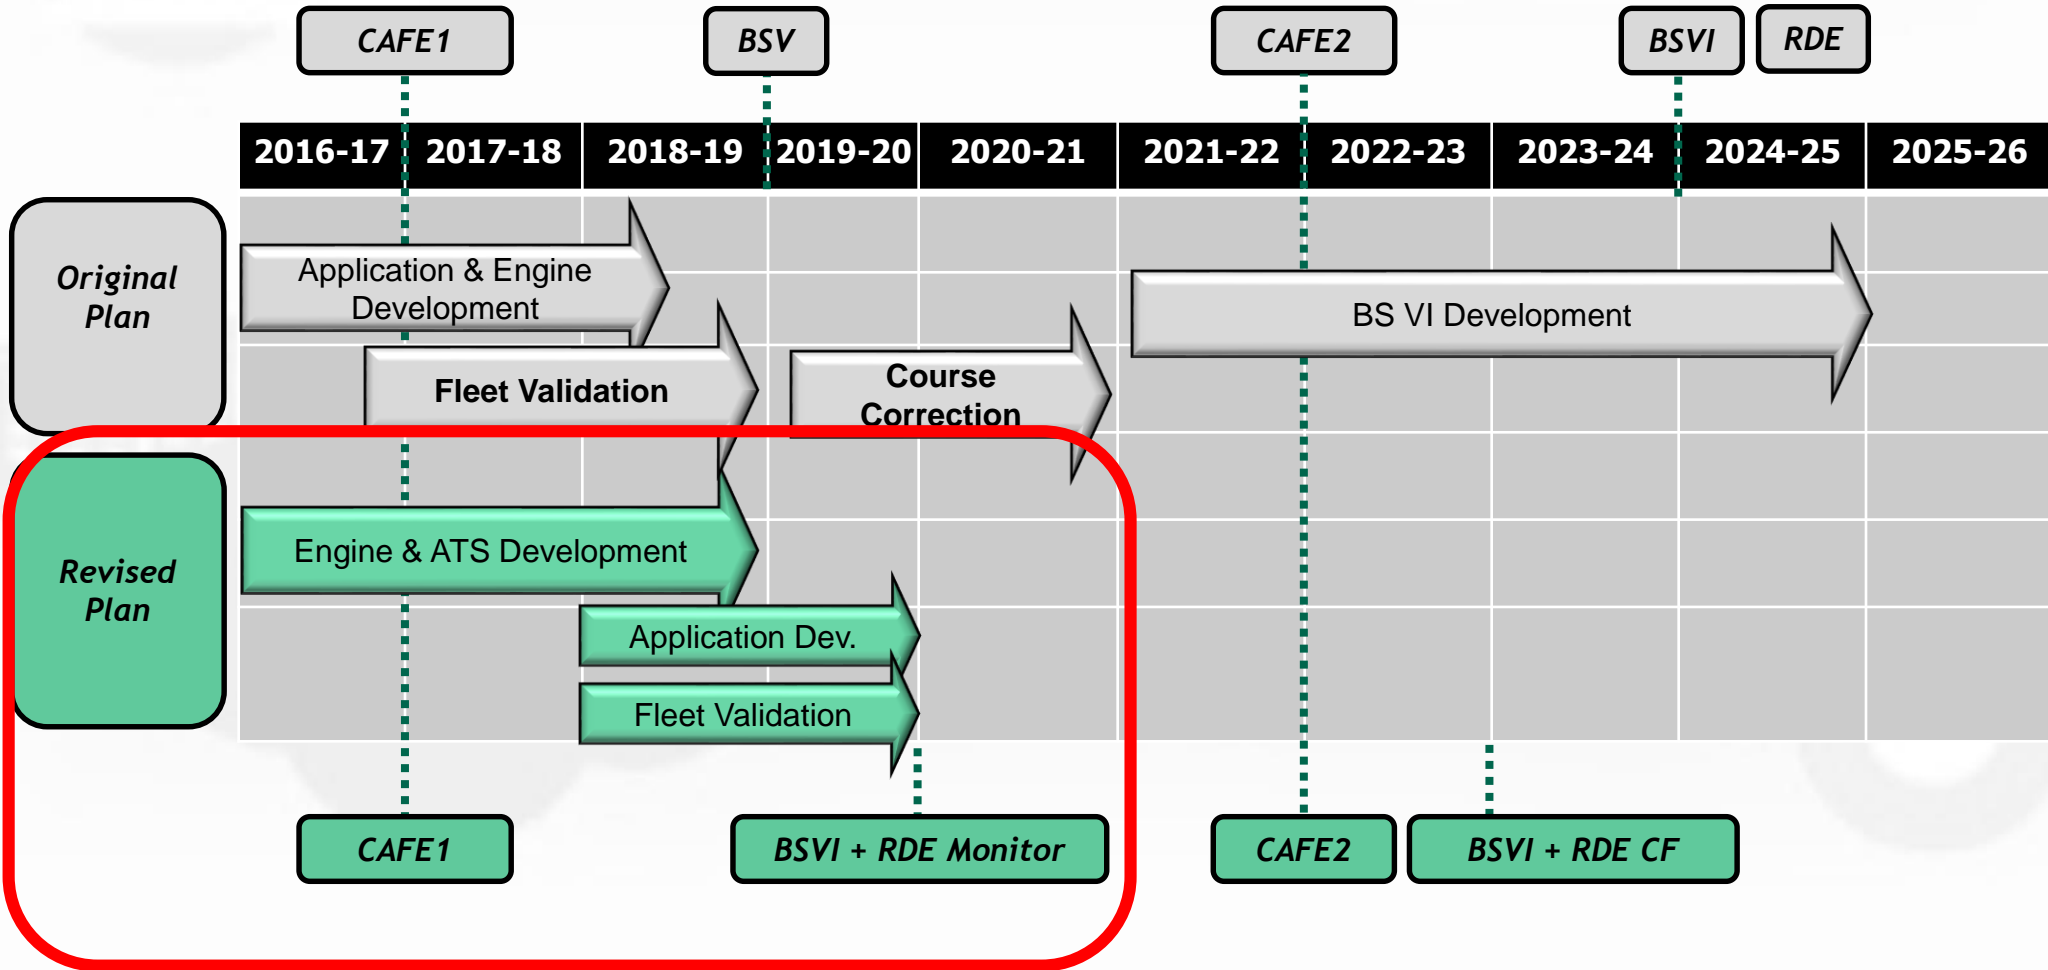 CAFE1 BSV CAFE2 BSVI RDE
2016-17 2017-18 2018-19 2019-20 2020-21 2021-22 2022-23 2023-24 2024-25 2025-26
Original
Plan
Application & Engine
Development
BS VI Development
Fleet Validation
Course
Correction
Revised
Plan
Engine & ATS Development
Application Dev.
Fleet Validation
CAFE1 BSVI + RDE Monitor CAFE2 BSVI + RDE CF